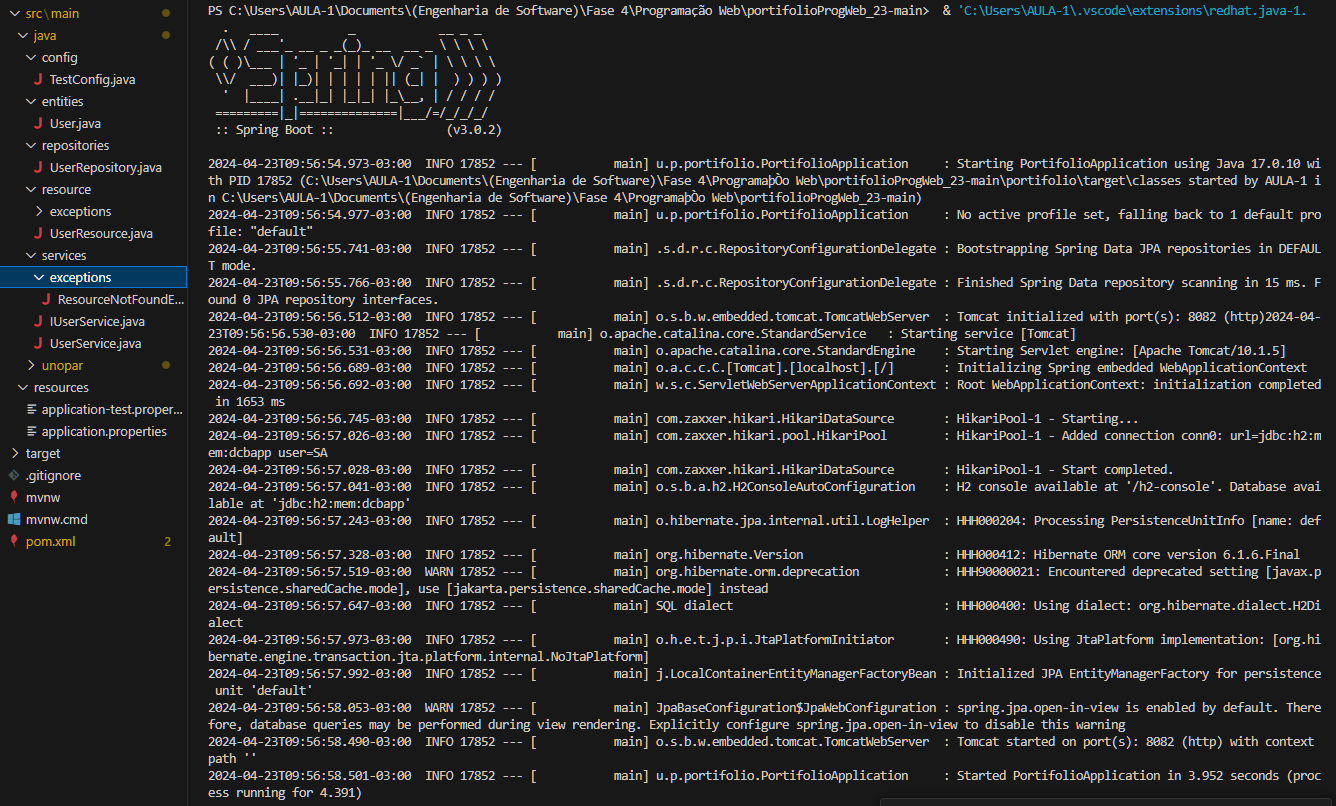 src\main
java
config
TestConfig.java
entities
User.java
repositories
UserRepository.java
resource
exceptions
UserResource.java
services
exceptions
ResourceNotFoundE...
IUserService.java
UserService.java
unopar
resources
application-test.proper...
application.properties
target
.gitignore
mvnw
mvnw.cmd
pom.xml 2
PS C:\Users\AULA-1\Documents\(Engenharia de Software)\Fase 4\Programação Web\portifolioProgWeb_23-main> & 'C:\Users\AULA-1\.vscode\extensions\redhat.java-1.
:: Spring Boot :: (v3.0.2)
2024-04-23T09:56:54.973-03:00 INFO 17852 --- [ main] u.p.portifolio.PortifolioApplication : Starting PortifolioApplication using Java 17.0.10 wi
th PID 17852 (C:\Users\AULA-1\Documents\(Engenharia de Software)\Fase 4\ProgramaþÒo Web\portifolioProgWeb_23-main\portifolio\target\classes started by AULA-1 i
n C:\Users\AULA-1\Documents\(Engenharia de Software)\Fase 4\ProgramaþÒo Web\portifolioProgWeb_23-main)
2024-04-23T09:56:54.977-03:00 INFO 17852 --- [ main] u.p.portifolio.PortifolioApplication : No active profile set, falling back to 1 default pro
file: "default"
2024-04-23T09:56:55.741-03:00 INFO 17852 --- [ main] .s.d.r.c.RepositoryConfigurationDelegate : Bootstrapping Spring Data JPA repositories in DEFAUL
T mode.
2024-04-23T09:56:55.766-03:00 INFO 17852 --- [ main] .s.d.r.c.RepositoryConfigurationDelegate : Finished Spring Data repository scanning in 15 ms. F
ound 0 JPA repository interfaces.
2024-04-23T09:56:56.512-03:00 INFO 17852 --- [ main] o.s.b.w.embedded.tomcat.TomcatWebServer : Tomcat initialized with port(s): 8082 (http)2024-04-
23T09:56:56.530-03:00 INFO 17852 --- [ main] o.apache.catalina.core.StandardService : Starting service [Tomcat]
2024-04-23T09:56:56.531-03:00 INFO 17852 --- [ main] o.apache.catalina.core.StandardEngine : Starting Servlet engine: [Apache Tomcat/10.1.5]
2024-04-23T09:56:56.689-03:00 INFO 17852 --- [ main] o.a.c.c.C.[Tomcat].[localhost].[/] : Initializing Spring embedded WebApplicationContext
2024-04-23T09:56:56.692-03:00 INFO 17852 --- [ main] w.s.c.ServletWebServerApplicationContext : Root WebApplicationContext: initialization completed
in 1653 ms
2024-04-23T09:56:56.745-03:00 INFO 17852 --- [ main] com.zaxxer.hikari.HikariDataSource : HikariPool-1 - Starting...
2024-04-23T09:56:57.026-03:00 INFO 17852 --- [ main] com.zaxxer.hikari.pool.HikariPool : HikariPool-1 - Added connection conn0: url=jdbc:h2:m
em:dcbapp user=SA
2024-04-23T09:56:57.028-03:00 INFO 17852 --- [ main] com.zaxxer.hikari.HikariDataSource : HikariPool-1 - Start completed.
2024-04-23T09:56:57.041-03:00 INFO 17852 --- [ main] o.s.b.a.h2.H2ConsoleAutoConfiguration : H2 console available at '/h2-console'. Database avai
lable at 'jdbc:h2:mem:dcbapp'
2024-04-23T09:56:57.243-03:00 INFO 17852 --- [ main] o.hibernate.jpa.internal.util.LogHelper : HHH000204: Processing PersistenceUnitInfo [name: def
ault]
2024-04-23T09:56:57.328-03:00 INFO 17852 --- [ main] org.hibernate.Version : HHH000412: Hibernate ORM core version 6.1.6.Final
2024-04-23T09:56:57.519-03:00 WARN 17852 --- [ main] org.hibernate.orm.deprecation : HHH90000021: Encountered deprecated setting [javax.p
ersistence.sharedCache.mode], use [jakarta.persistence.sharedCache.mode] instead
2024-04-23T09:56:57.647-03:00 INFO 17852 --- [ main] SQL dialect : HHH000400: Using dialect: org.hibernate.dialect.H2Di
alect
2024-04-23T09:56:57.973-03:00 INFO 17852 --- [ main] o.h.e.t.j.p.i.JtaPlatformInitiator : HHH000490: Using JtaPlatform implementation: [org.hi
bernate.engine.transaction.jta.platform.internal.NoJtaPlatform]
2024-04-23T09:56:57.992-03:00 INFO 17852 --- [ main] j.LocalContainerEntityManagerFactoryBean : Initialized JPA EntityManagerFactory for persistence
unit 'default'
2024-04-23T09:56:58.053-03:00 WARN 17852 --- [ main] JpaBaseConfiguration$JpaWebConfiguration : spring.jpa.open-in-view is enabled by default. There
fore, database queries may be performed during view rendering. Explicitly configure spring.jpa.open-in-view to disable this warning
2024-04-23T09:56:58.490-03:00 INFO 17852 --- [ main] o.s.b.w.embedded.tomcat.TomcatWebServer : Tomcat started on port(s): 8082 (http) with context
path ''
2024-04-23T09:56:58.501-03:00 INFO 17852 --- [ main] u.p.portifolio.PortifolioApplication : Started PortifolioApplication in 3.952 seconds (proc
ess running for 4.391)